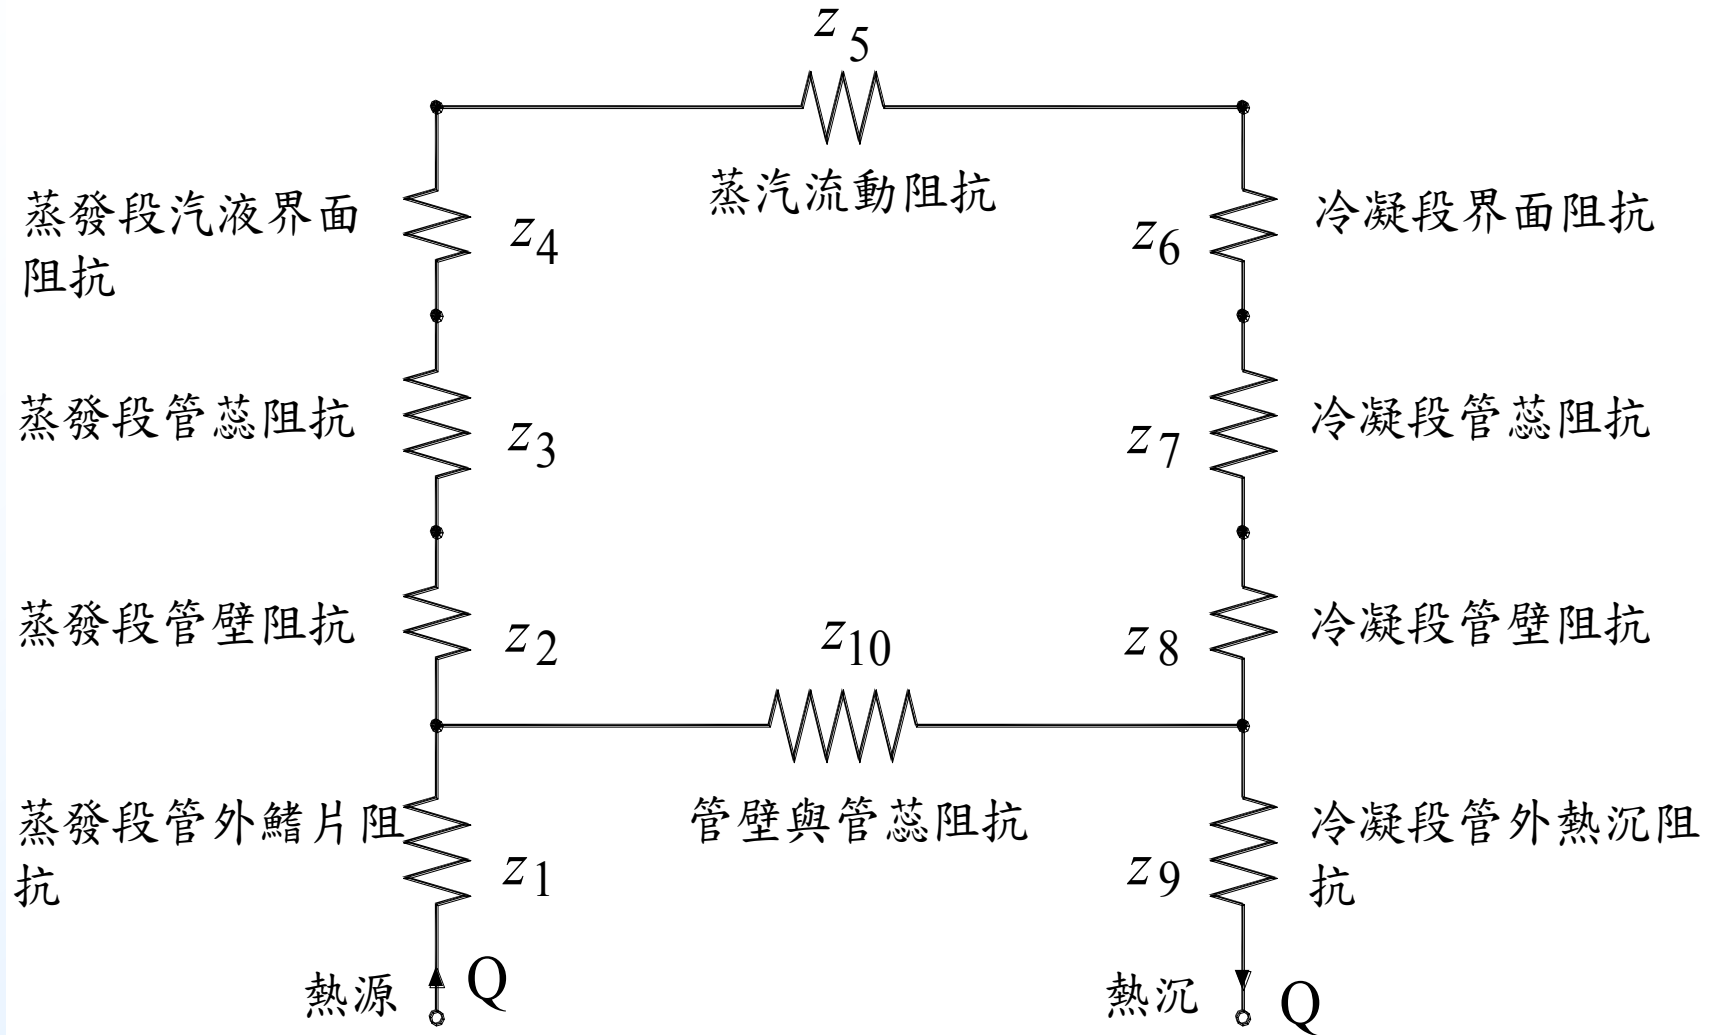 z5
蒸汽流動阻抗
蒸發段汽液界面
阻抗
z4
z6
冷凝段界面阻抗
蒸發段管蕊阻抗
z3
z7
冷凝段管蕊阻抗
蒸發段管壁阻抗
z2
z10
z8
冷凝段管壁阻抗
蒸發段管外鰭片阻
抗
z1
管壁與管蕊阻抗
z9
冷凝段管外熱沉阻
抗
熱源 Q
熱沉 Q